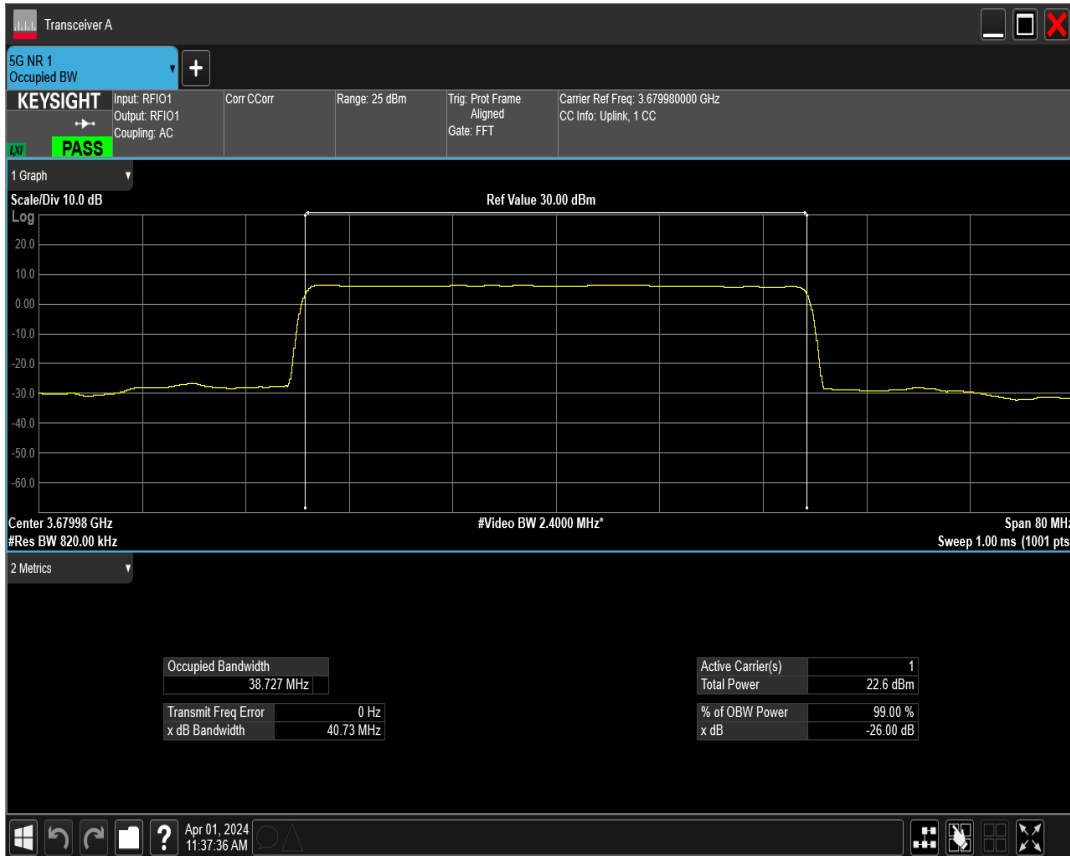 Transceiver A
5G NR 1
Occupied BW
KEYSIGHT
LXI
PASS
Input: RFIO1
Output: RFIO1
Coupling: AC
Corr CCorr
Range: 25 dBm
Trig: Prot Frame
Aligned
Gate: FFT
Carrier Ref Freq: 3.679980000 GHz
CC Info: Uplink, 1 CC
1 Graph
Scale/Div 10.0 dB
Ref Value 30.00 dBm
Log
20.0
10.0
0.00
-10.0
-20.0
-30.0
-40.0
-50.0
-60.0
Center 3.67998 GHz
#Video BW 2.4000 MHz*
Span 80 MHz
#Res BW 820.00 kHz
Sweep 1.00 ms (1001 pts
2 Metrics
Occupied Bandwidth
38.727 MHz
Transmit Freq Error 0 Hz
x dB Bandwidth 40.73 MHz
Active Carrier(s) 1
Total Power 22.6 dBm
% of OBW Power 99.00 %
x dB -26.00 dB
Apr 01, 2024
11:37:36 AM